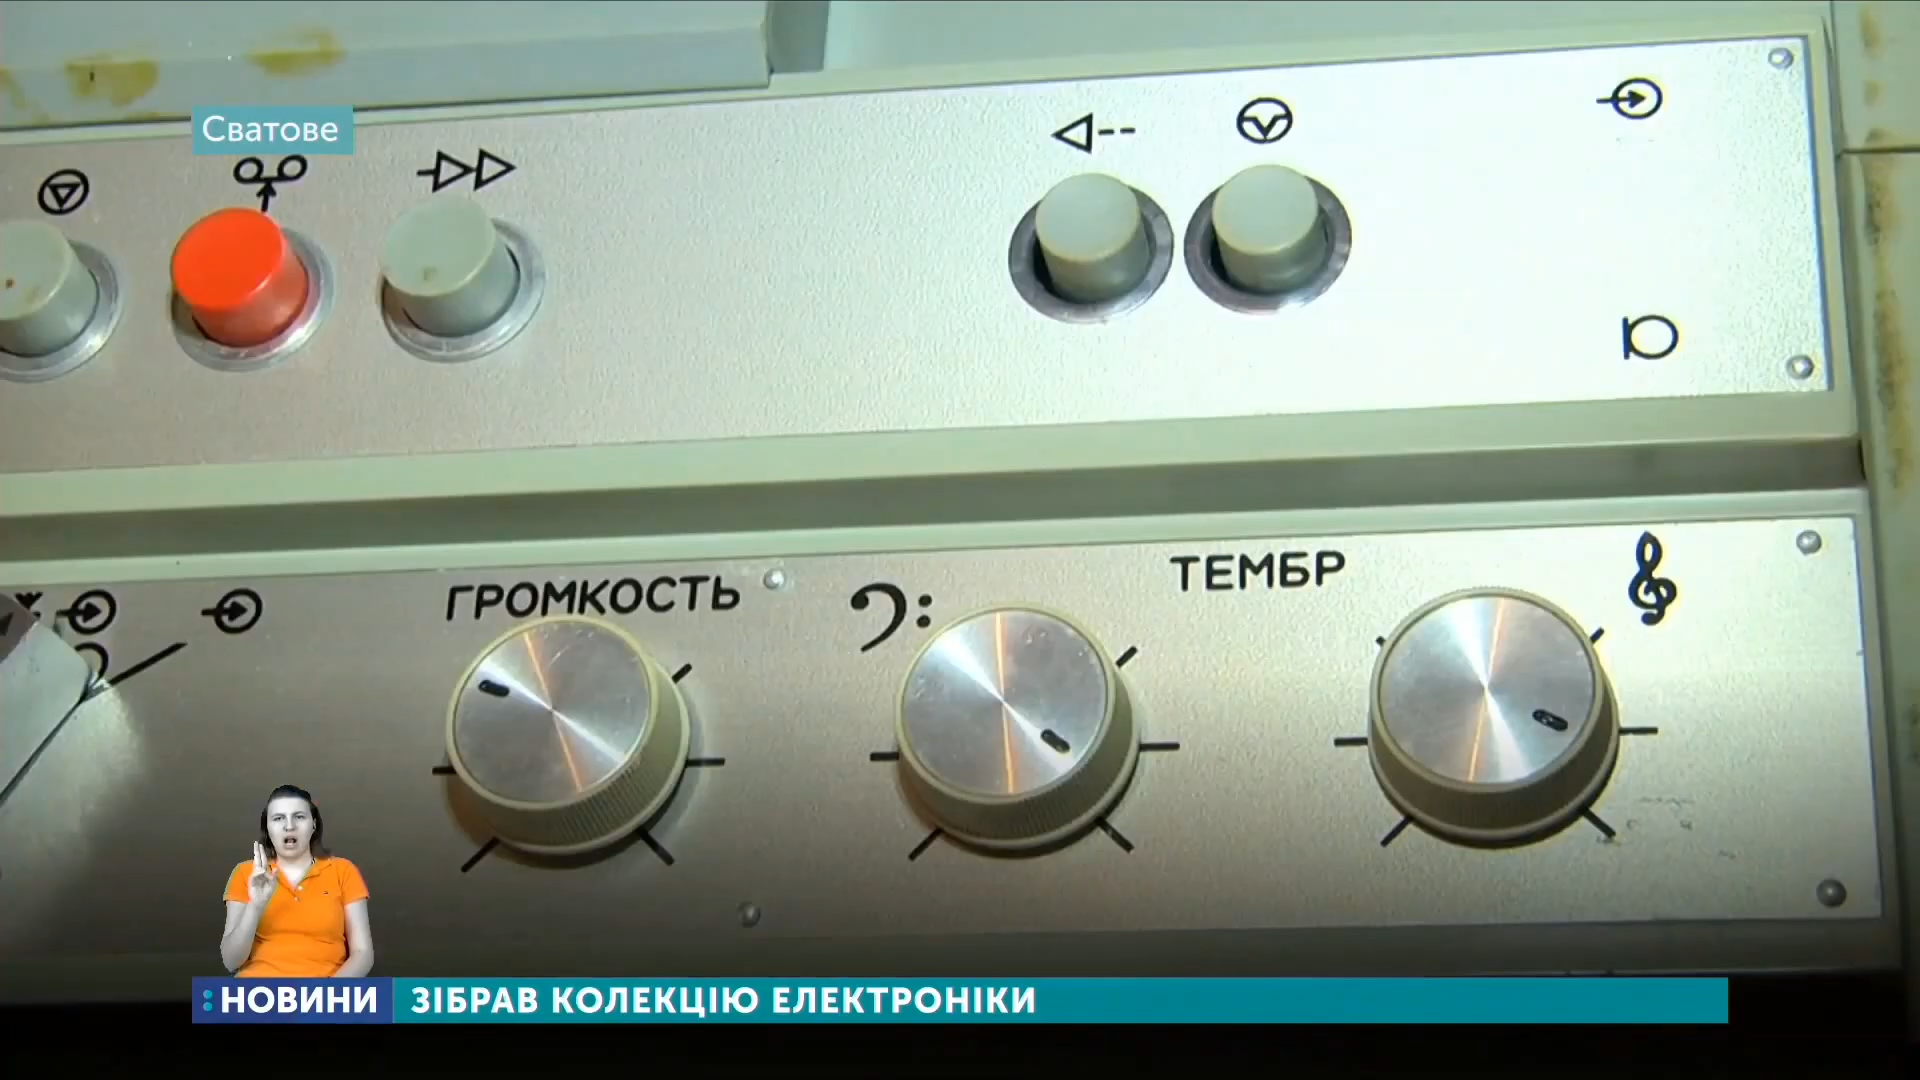 Сватове
ГРОМКОСТЬ
ТЕМБР
НОВИНИ
ЗІБРАВ КОЛЕКЦІЮ ЕЛЕКТРОНІКИ